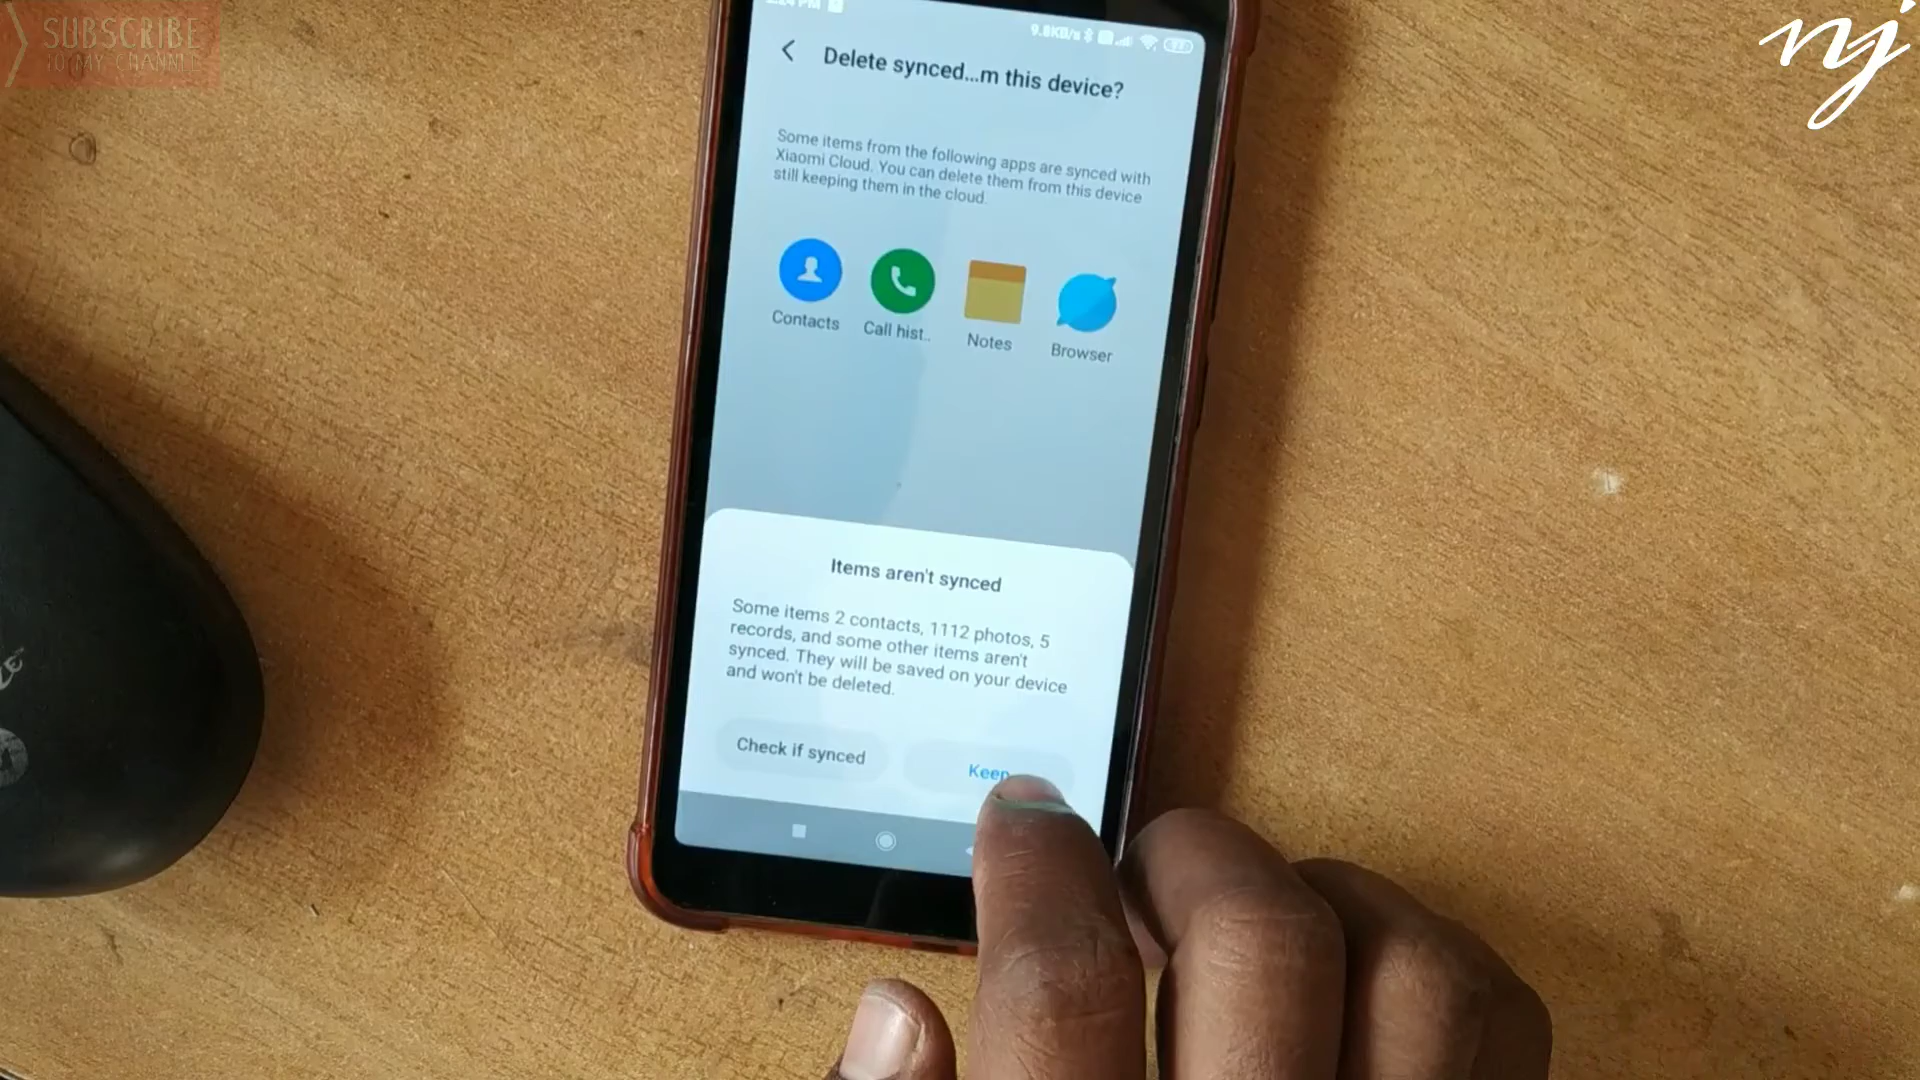 SUBSCRIBE
TO MY CHANNEL
nj
9.8KB/s
Delete synced...m this device?
Some items from the following apps are synced with
Xiaomi Cloud. You can delete them from this device
still keeping them in the cloud.
Contacts
Call hist..
Notes
Browser
Items aren't synced
Some items 2 contacts, 1112 photos, 5
records, and some other items aren't
synced. They will be saved on your device
and won't be deleted.
Check if synced
Keep